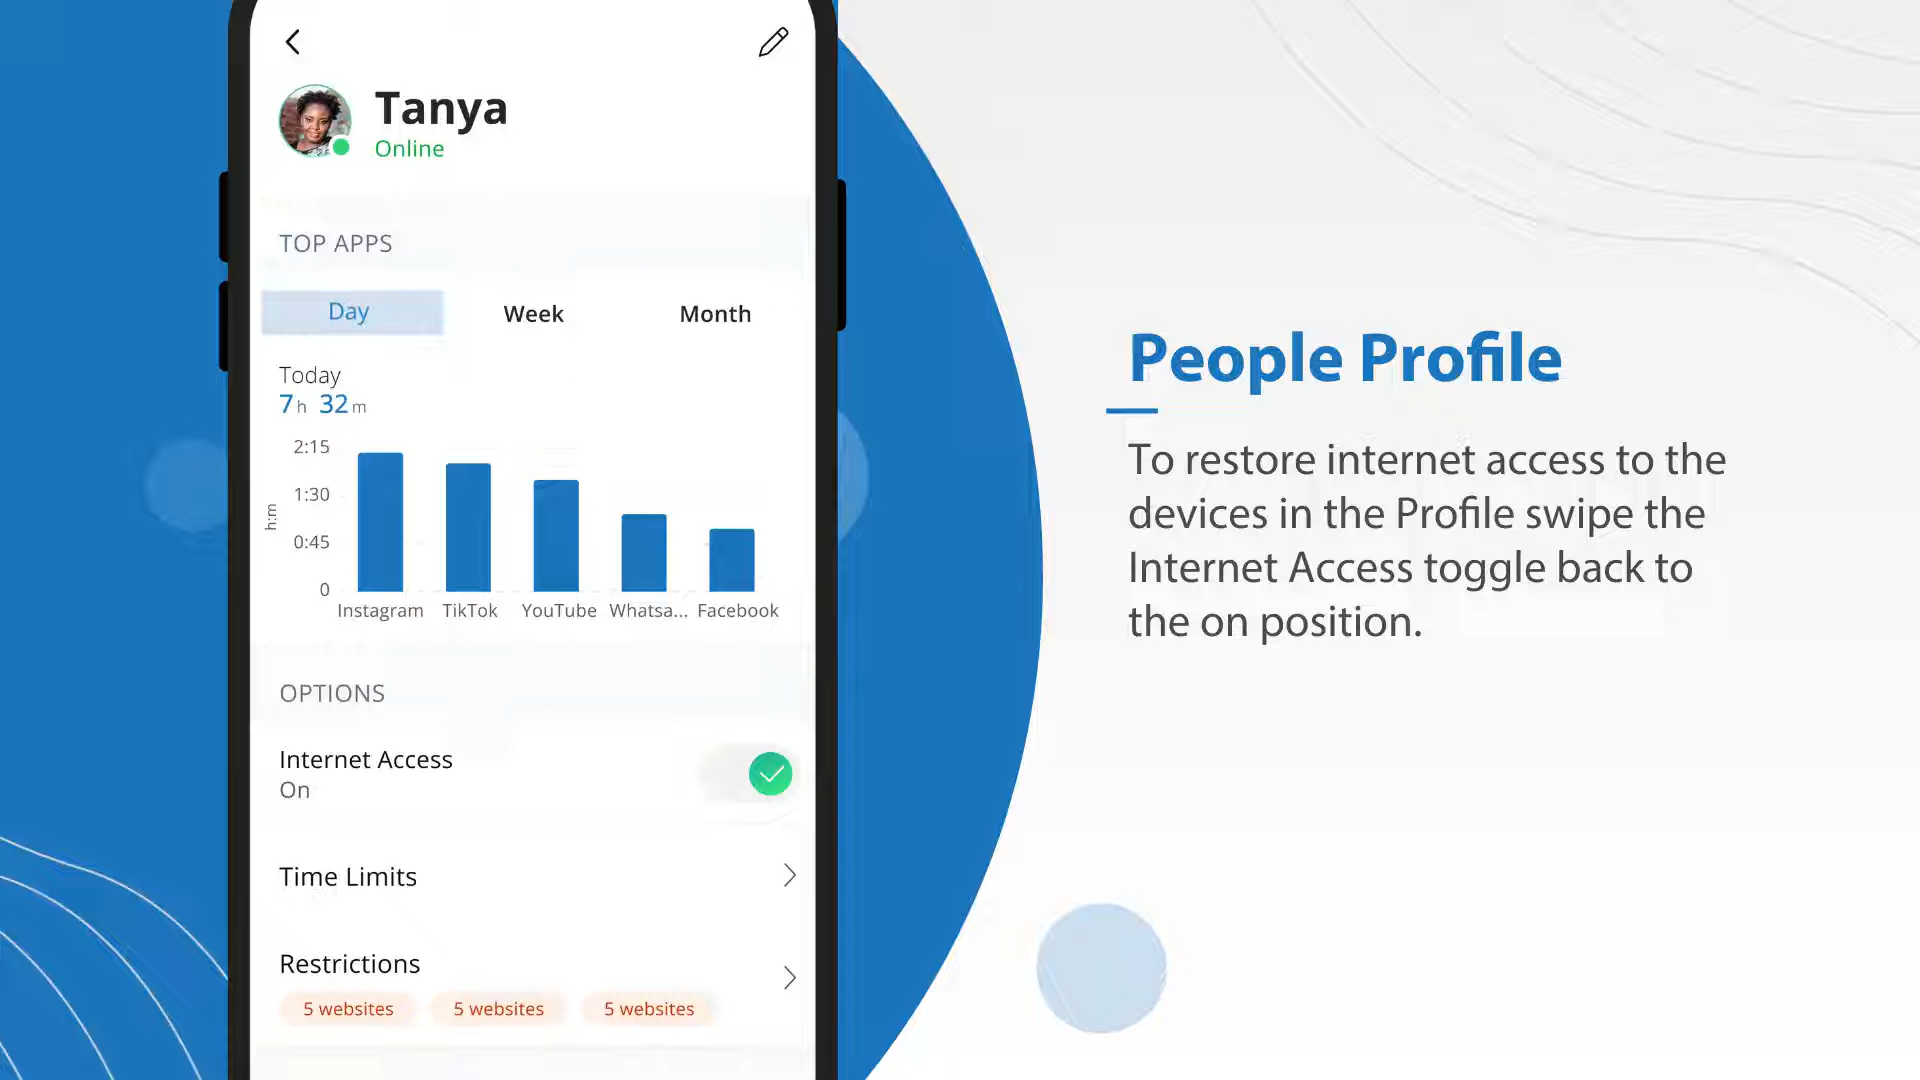 Tanya
Online
TOP APPS
Day Week Month
Today
7h 32m
2:15
1:30
0:45
0
h:m
Instagram TikTok YouTube Whatsa... Facebook
OPTIONS
Internet Access
On
Time Limits
Restrictions
5 websites 5 websites 5 websites
People Profile
To restore internet access to the
devices in the Profile swipe the
Internet Access toggle back to
the on position.